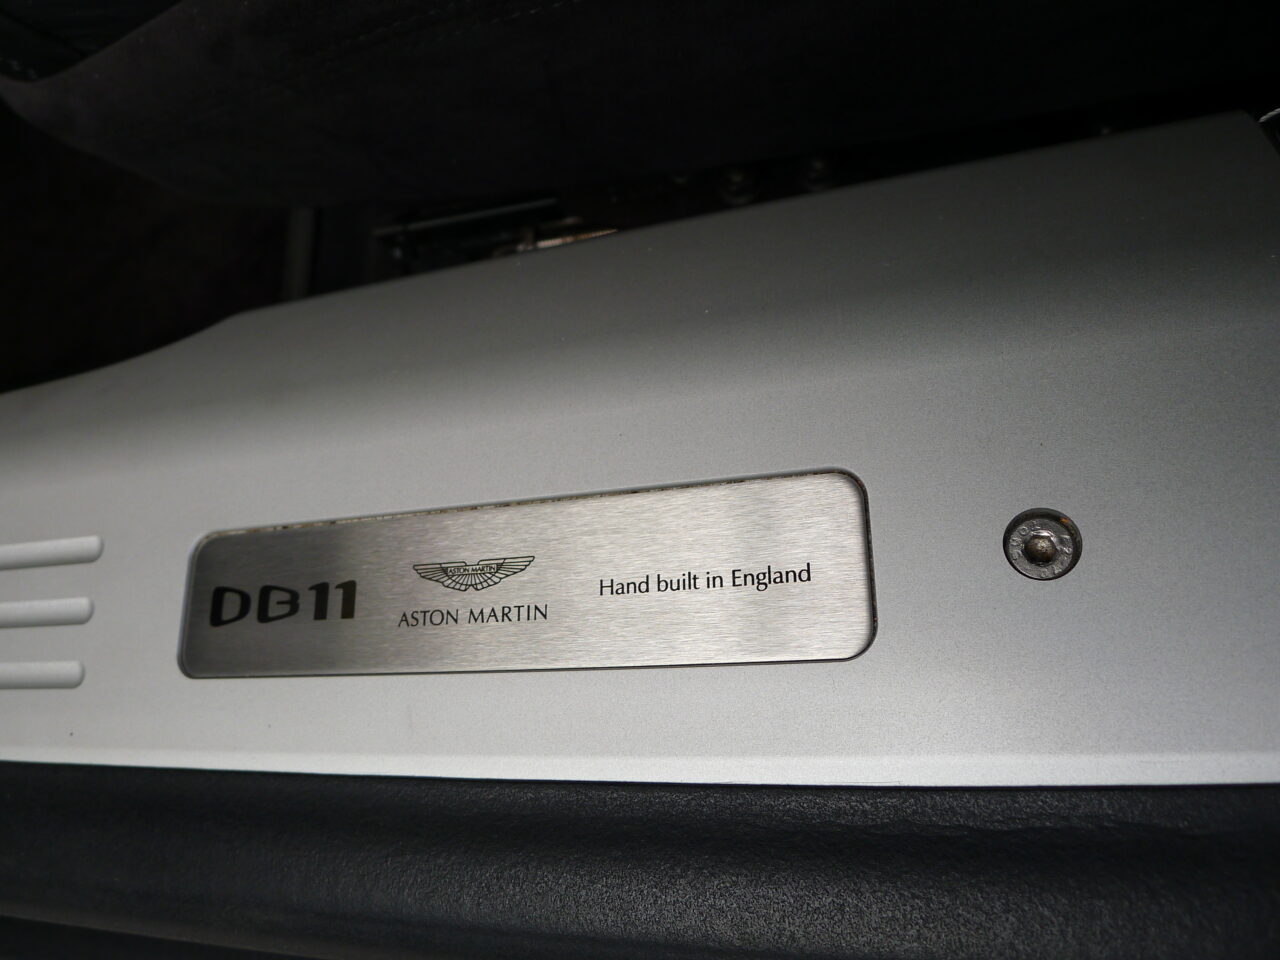 DB11
ASTON MARTIN
ASTON MARTIN
Hand built in England